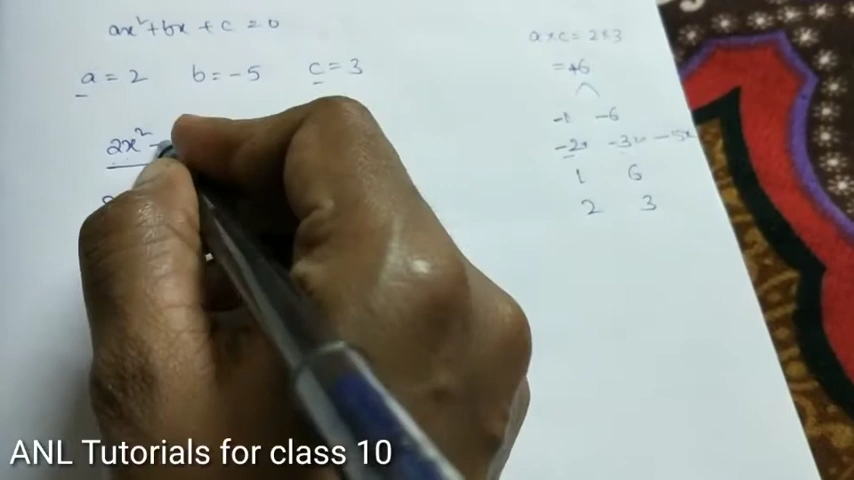 ax²+bx+c=0
a=2 b=-5 c=3
2x²-
a×c=2×3
=+6
-1 -6
-2x -3x -5x
1 6
2 3
ANL Tutorials for class 10